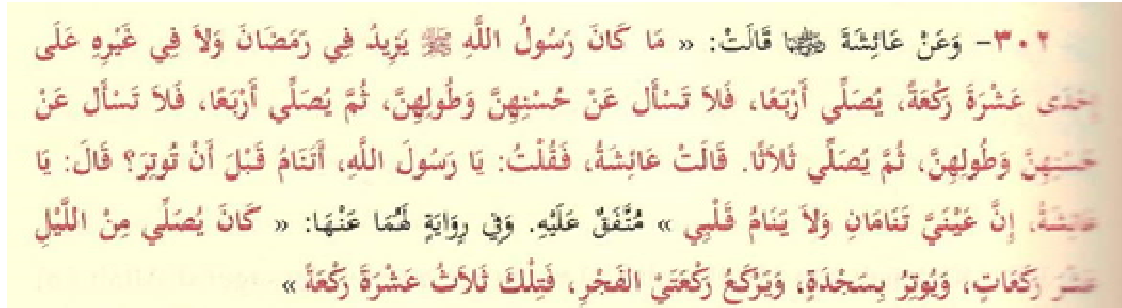 ٣٠٢- وَعَنْ عَائِشَةَ رضي الله عنها قَالَتْ: « مَا كَانَ رَسُولُ اللَّهِ ﷺ يَزِيدُ فِي رَمَضَانَ وَلاَ فِي غَيْرِهِ عَلَى
إِحْدَى عَشْرَةَ رَكْعَةً، يُصَلِّي أَرْبَعًا، فَلاَ تَسْأَل عَنْ حُسْنِهِنَّ وَطُولِهِنَّ، ثُمَّ يُصَلِّي أَرْبَعًا، فَلاَ تَسْأَل عَنْ
حُسْنِهِنَّ وَطُولِهِنَّ، ثُمَّ يُصَلِّي ثَلاَثًا. قَالَتْ عَائِشَةُ، فَقُلْتُ: يَا رَسُولَ اللَّهِ، أَتَنَامُ قَبْلَ أَنْ تُوتِرَ؟ قَالَ: يَا
عَائِشَةُ، إِنَّ عَيْنَيَّ تَنَامَانِ وَلاَ يَنَامُ قَلْبِي » مُتَّفَقٌ عَلَيْهِ. وَفِي رِوَايَةٍ لَهُمَا عَنْهَا: « كَانَ يُصَلِّي مِنْ اللَّيْلِ
عَشْرَ رَكَعَاتٍ، وَيُوتِرُ بِسَجْدَةٍ، وَيَرْكَعُ رَكْعَتَيْ الفَجْرِ، فَتِلْكَ ثَلاَثُ عَشْرَةَ رَكْعَةً »